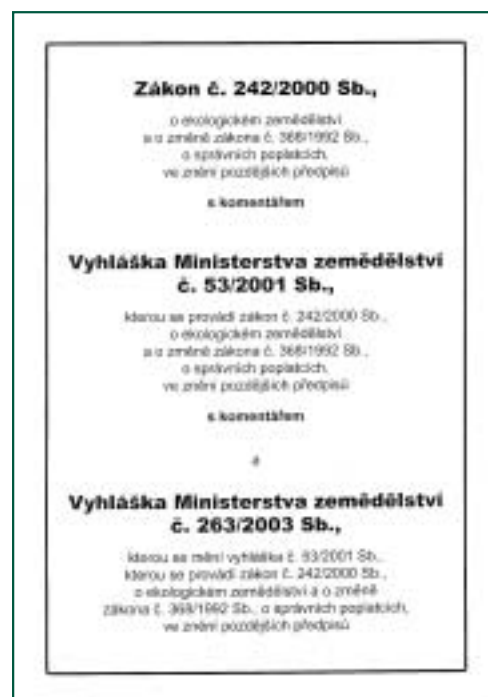 Zákon č. 242/2000 Sb.,
o ekologickém zemědělství
a o změně zákona č. 368/1992 Sb.,
o správních poplatcích,
ve znění pozdějších předpisů
s komentářem
Vyhláška Ministerstva zemědělství
č. 53/2001 Sb.,
kterou se provádí zákon č. 242/2000 Sb.,
o ekologickém zemědělství
a o změně zákona č. 368/1992 Sb.,
o správních poplatcích,
ve znění pozdějších předpisů
s komentářem
a
Vyhláška Ministerstva zemědělství
č. 263/2003 Sb.,
kterou se mění vyhláška č. 53/2001 Sb.,
kterou se provádí zákon č. 242/2000 Sb.,
o ekologickém zemědělství a o změně
zákona č. 368/1992 Sb., o správních poplatcích,
ve znění pozdějších předpisů